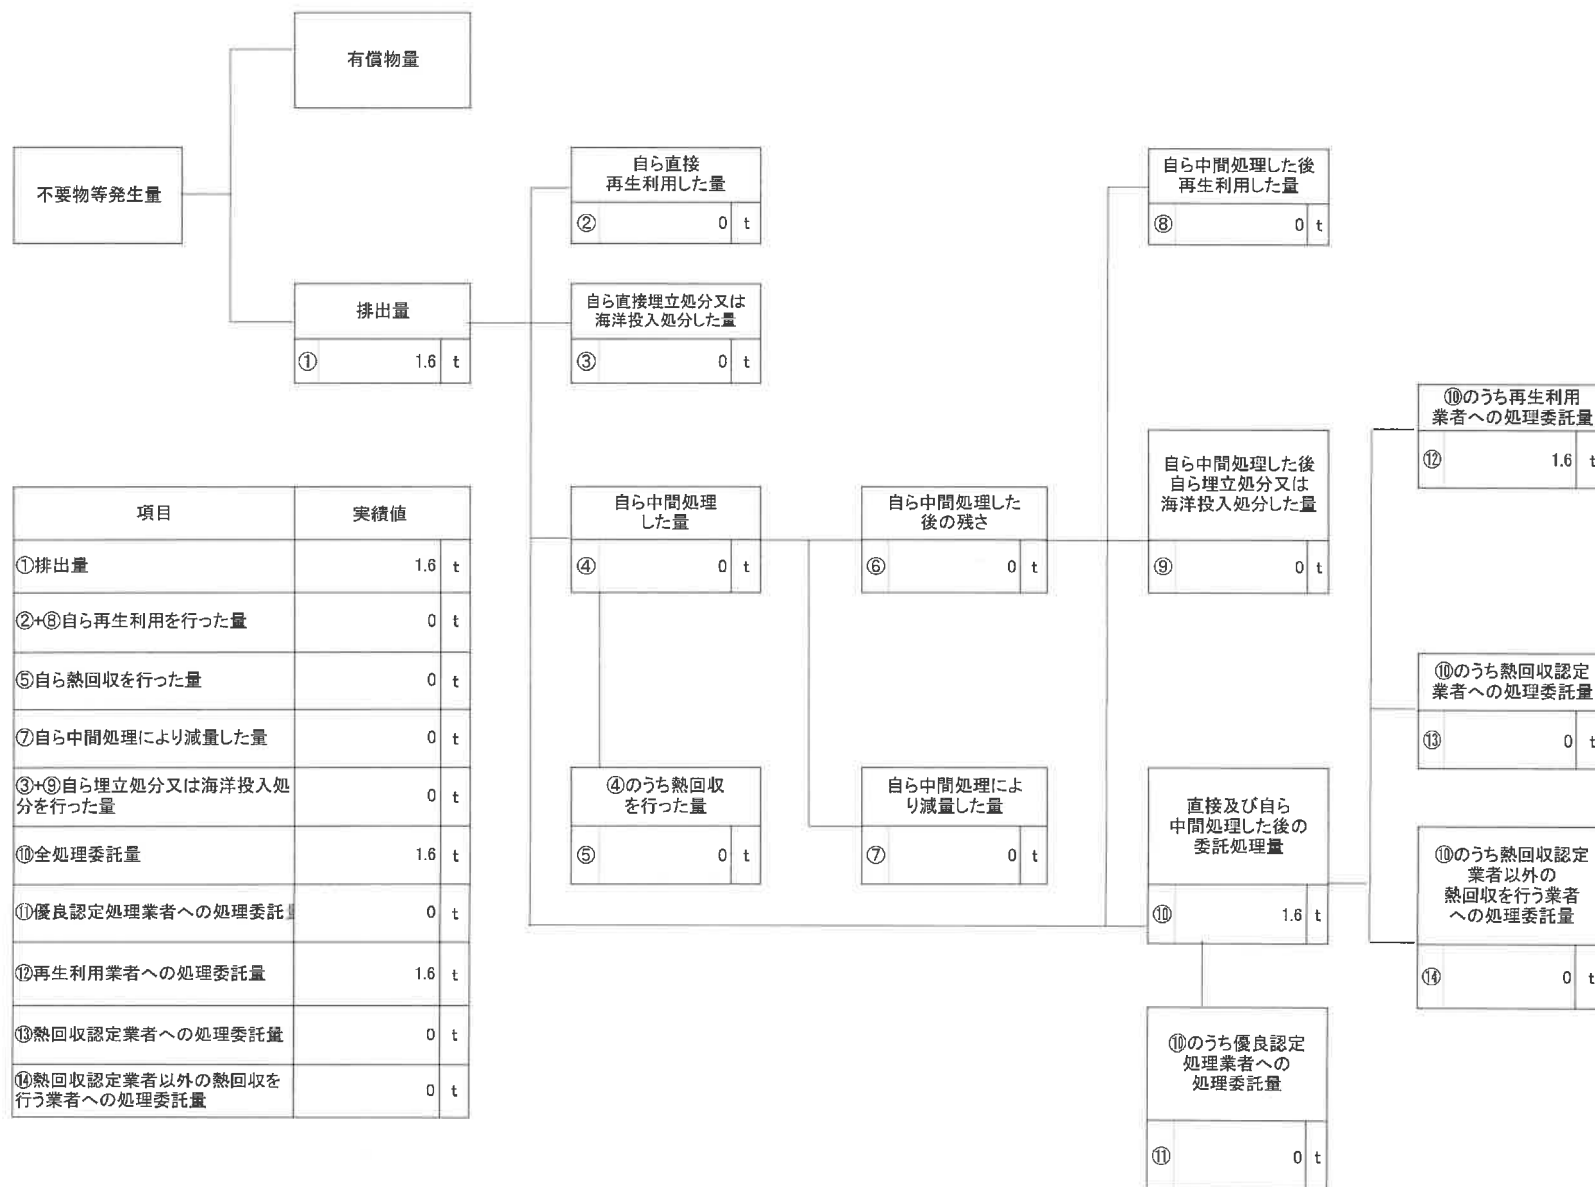 有償物量
不要物等発生量
排出量
① 1.6 t
自ら直接
再生利用した量
② 0 t
自ら直接埋立処分又は
海洋投入処分した量
③ 0 t
自ら中間処理
した量
④ 0 t
④のうち熱回収
を行った量
⑤ 0 t
自ら中間処理した
後の残さ
⑥ 0 t
自ら中間処理によ
り減量した量
⑦ 0 t
自ら中間処理した後
再生利用した量
⑧ 0 t
自ら中間処理した後
自ら埋立処分又は
海洋投入処分した量
⑨ 0 t
直接及び自ら
中間処理した後の
委託処理量
⑩ 1.6 t
⑩のうち優良認定
処理業者への
処理委託量
⑪ 0 t
⑩のうち再生利用
業者への処理委託量
⑫ 1.6 t
⑩のうち熱回収認定
業者への処理委託量
⑬ 0 t
⑩のうち熱回収認定
業者以外の
熱回収を行う業者
への処理委託量
⑭ 0 t
項目 実績値
①排出量 1.6 t
②+⑧自ら再生利用を行った量 0 t
⑤自ら熱回収を行った量 0 t
⑦自ら中間処理により減量した量 0 t
③+⑨自ら埋立処分又は海洋投入処
分を行った量 0 t
⑩全処理委託量 1.6 t
⑪優良認定処理業者への処理委託 0 t
⑫再生利用業者への処理委託量 1.6 t
⑬熱回収認定業者への処理委託量 0 t
⑭熱回収認定業者以外の熱回収を
行う業者への処理委託量 0 t